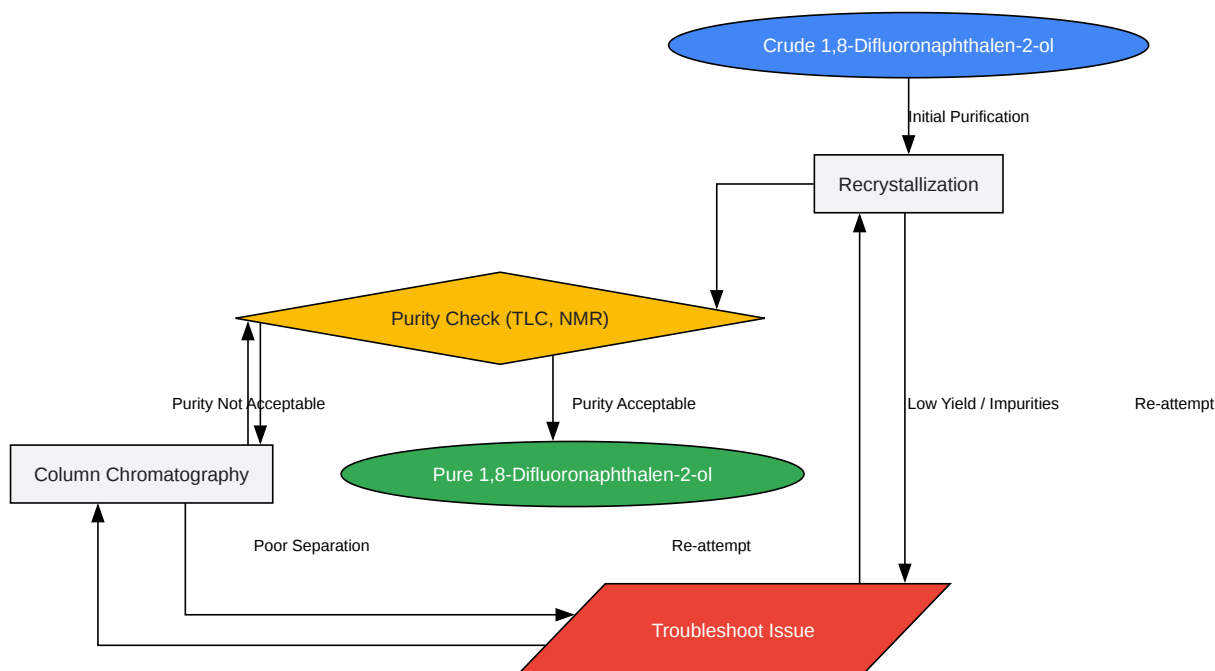 Crude 1,8-Difluoronaphthalen-2-ol
Initial Purification
Recrystallization
Purity Check (TLC, NMR)
Purity Not Acceptable
Purity Acceptable
Low Yield / Impurities
Re-attempt
Column Chromatography
Pure 1,8-Difluoronaphthalen-2-ol
Poor Separation
Re-attempt
Troubleshoot Issue